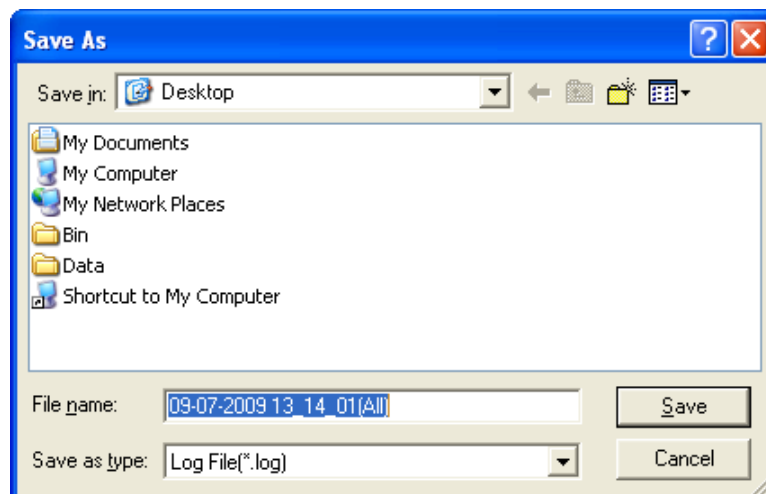 Save As
Save in: Desktop
My Documents
My Computer
My Network Places
Bin
Data
Shortcut to My Computer
File name: 09-07-2009 13_14_01(All) Save
Save as type: Log File(*.log) Cancel